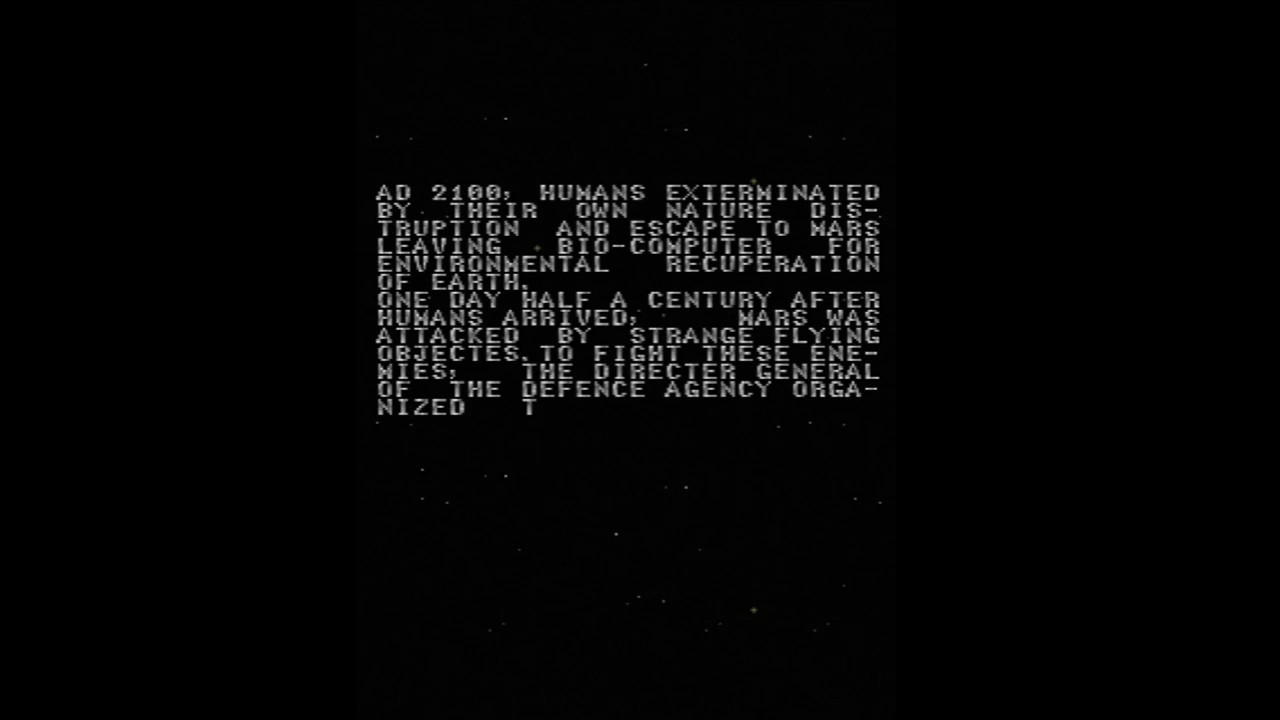 AD 2100, HUMANS EXTERMINATED
BY THEIR OWN NATURE DIS-
TRUPTION AND ESCAPE TO MARS
LEAVING BIO-COMPUTER FOR
ENVIRONMENTAL RECUPERATION
OF EARTH.
ONE DAY HALF A CENTURY AFTER
HUMANS ARRIVED, MARS WAS
ATTACKED BY STRANGE FLYING
OBJECTES. TO FIGHT THESE ENE-
MIES, THE DIRECTER GENERAL
OF THE DEFENCE AGENCY ORGA-
NIZED T